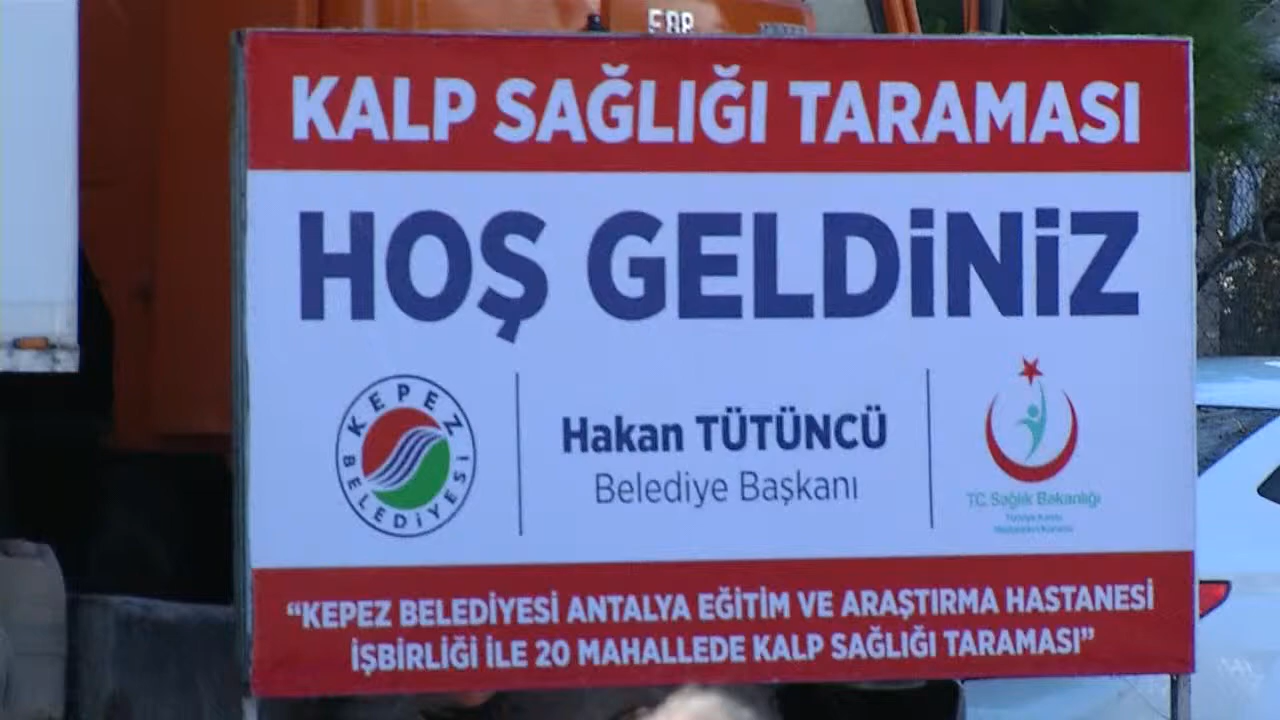 KALP SAĞLIĞI TARAMASI
HOŞ GELDİNİZ
KEPEZ BELEDİYESİ
Hakan TÜTÜNCÜ
Belediye Başkanı
T.C. Sağlık Bakanlığı
"KEPEZ BELEDİYESİ ANTALYA EĞİTİM VE ARAŞTIRMA HASTANESİ
İŞBİRLİĞİ İLE 20 MAHALLEDE KALP SAĞLIĞI TARAMASI"